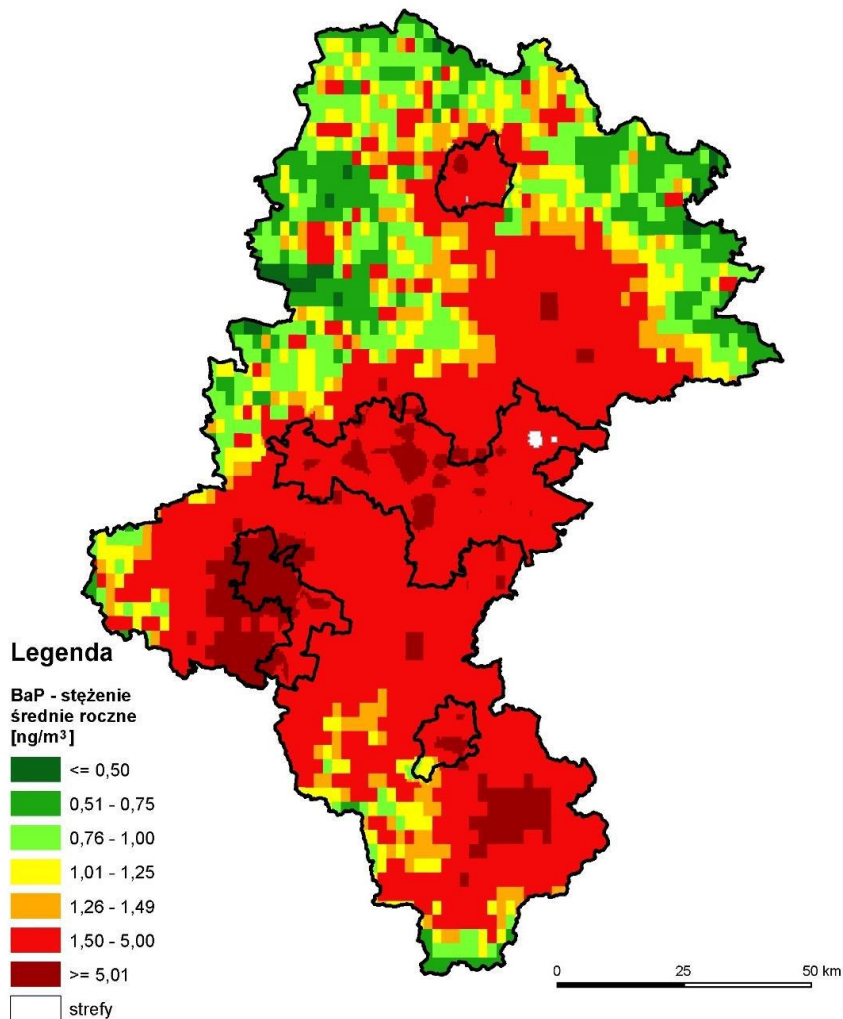 Legenda
BaP - stężenie
średnie roczne
[ng/m³]
<= 0,50
0,51 - 0,75
0,76 - 1,00
1,01 - 1,25
1,26 - 1,49
1,50 - 5,00
>= 5,01
strefy
0 25 50 km